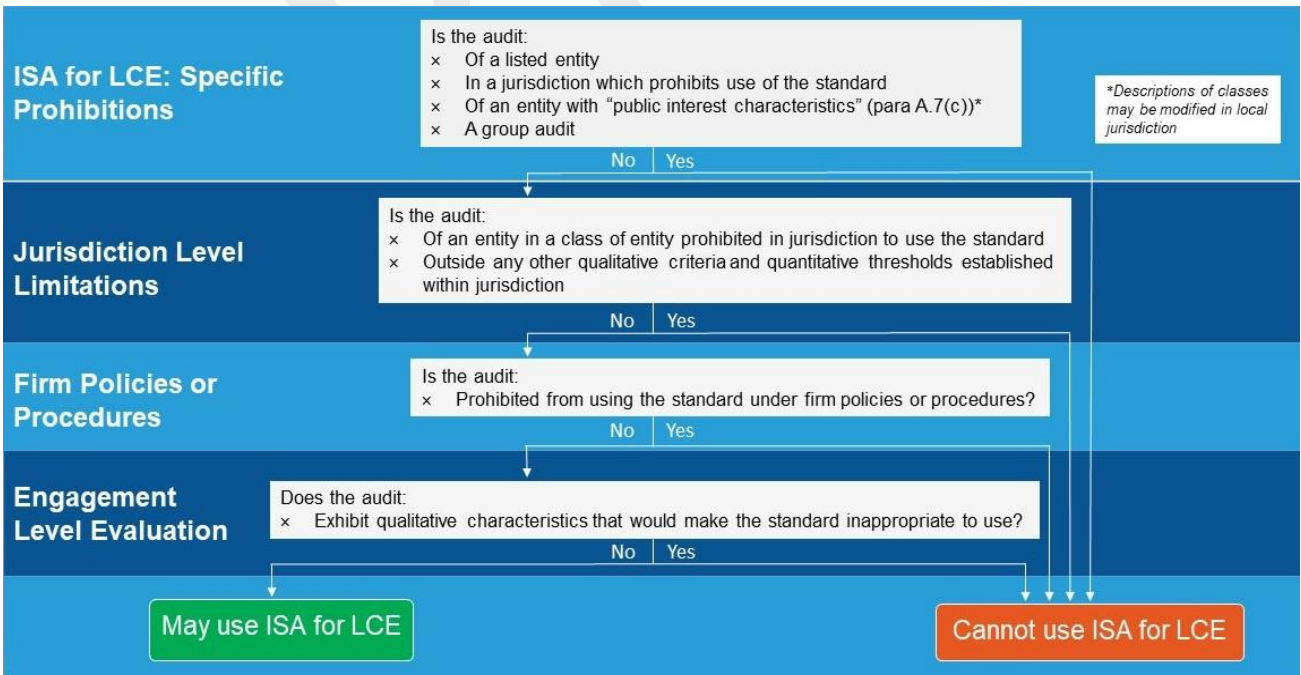 ISA for LCE: Specific
Prohibitions
Is the audit:
× Of a listed entity
× In a jurisdiction which prohibits use of the standard
× Of an entity with “public interest characteristics” (para A.7(c))*
× A group audit
*Descriptions of classes
may be modified in local
jurisdiction
No Yes
Jurisdiction Level
Limitations
Is the audit:
× Of an entity in a class of entity prohibited in jurisdiction to use the standard
× Outside any other qualitative criteria and quantitative thresholds established
within jurisdiction
No Yes
Firm Policies or
Procedures
Is the audit:
× Prohibited from using the standard under firm policies or procedures?
No Yes
Engagement
Level Evaluation
Does the audit:
× Exhibit qualitative characteristics that would make the standard inappropriate to use?
No Yes
May use ISA for LCE
Cannot use ISA for LCE